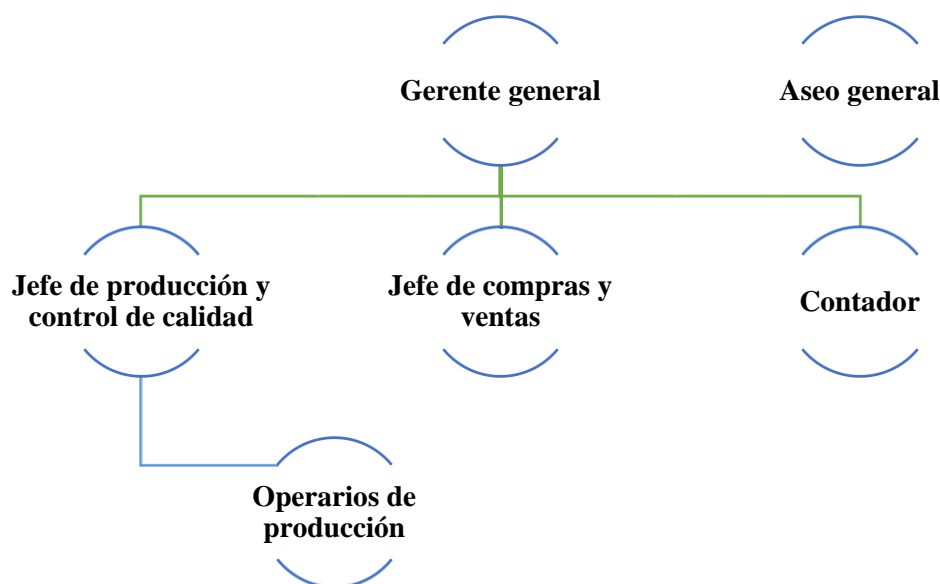 Gerente general
Aseo general
Jefe de producción y
control de calidad
Jefe de compras y
ventas
Contador
Operarios de
producción